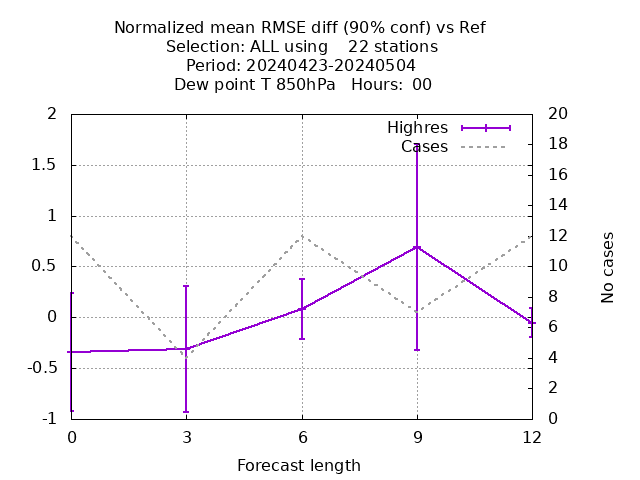 Normalized mean RMSE diff (90% conf) vs Ref
Selection: ALL using    22 stations
Period: 20240423-20240504
Dew point T 850hPa   Hours:  00
Highres
Cases
2
1.5
1
0.5
0
-0.5
-1
20
18
16
14
12
10
8
6
4
2
0
No cases
0 3 6 9 12
Forecast length